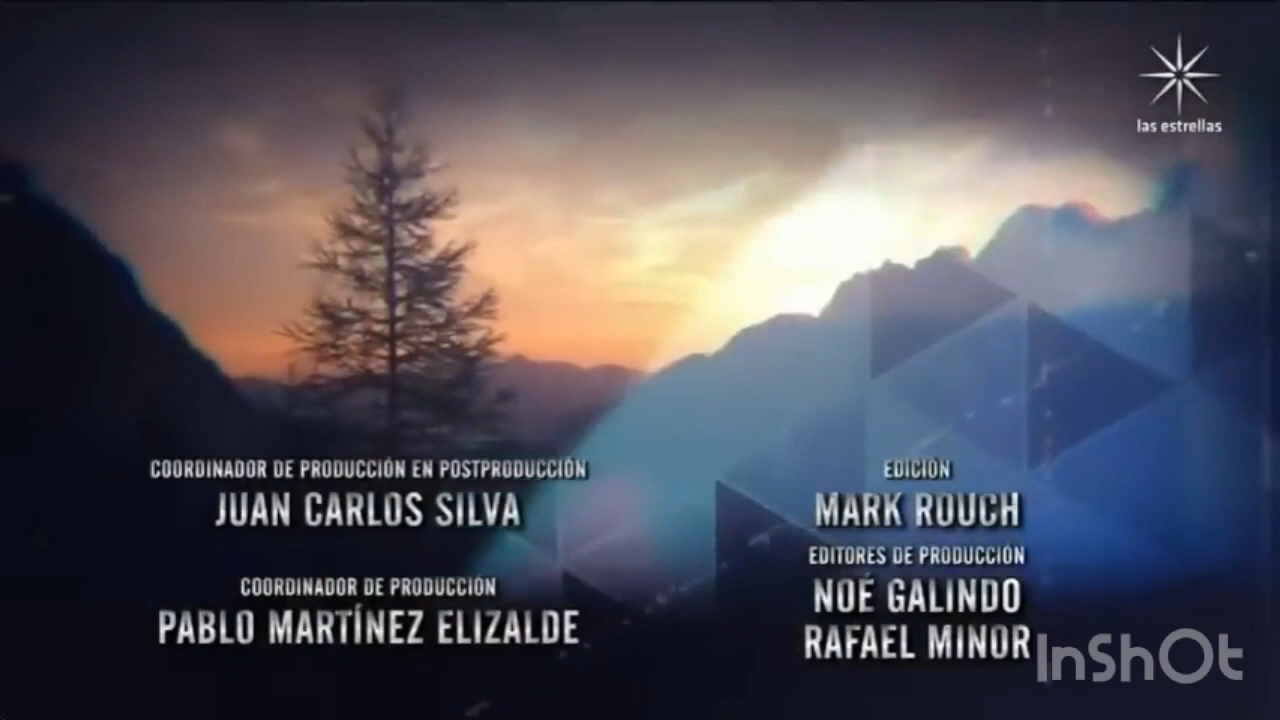 las estrellas
COORDINADOR DE PRODUCCIÓN EN POSTPRODUCCIÓN
JUAN CARLOS SILVA
COORDINADOR DE PRODUCCIÓN
PABLO MARTÍNEZ ELIZALDE
EDICIÓN
MARK ROUCH
EDITORES DE PRODUCCIÓN
NOÉ GALINDO
RAFAEL MINOR
InShOt